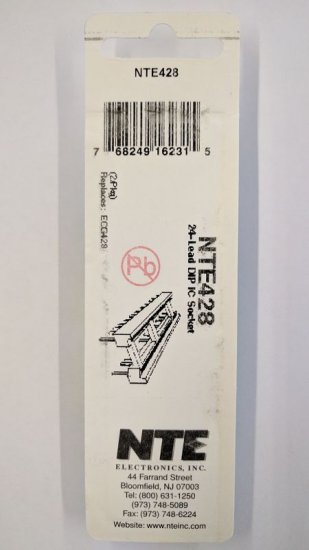 NTE428
7 68249 16231 5
(2/Pkg)
Replaces: ECG428
Pb
NTE428
24-Lead DIP IC Socket
NTE
ELECTRONICS, INC.
44 Farrand Street
Bloomfield, NJ 07003
Tel: (800) 631-1250
(973) 748-5089
Fax: (973) 748-6224
Website: www.nteinc.com